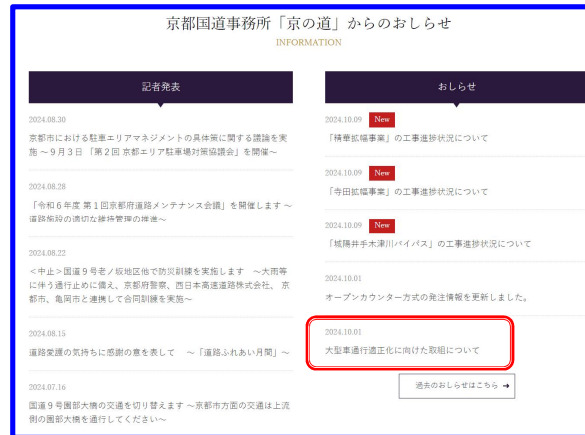 京都国道事務所「京の道」からのおしらせ
INFORMATION
記者発表
2024.08.30
京都市における駐車エリアマネジメントの具体策に関する議論を実
施 ～９月３日 「第２回 京都エリア駐車場対策協議会」を開催～
2024.08.28
「令和６年度 第１回京都府道路メンテナンス会議」を開催します ～
道路施設の適切な維持管理の推進～
2024.08.22
＜中止＞国道９号老ノ坂地区他で防災訓練を実施します ～大雨等
に伴う通行止めに備え、京都府警察、西日本高速道路株式会社、 京
都市、亀岡市と連携して合同訓練を実施～
2024.08.15
道路愛護の気持ちに感謝の意を表して ～「道路ふれあい月間」～
2024.07.16
国道９号園部大橋の交通を切り替えます ～京都市方面の交通は上流
側の園部大橋を通行してください～
おしらせ
2024.10.09 New
「精華拡幅事業」の工事進捗状況について
2024.10.09 New
「寺田拡幅事業」の工事進捗状況について
2024.10.09 New
「城陽井手木津川バイパス」の工事進捗状況について
2024.10.01
オープンカウンター方式の発注情報を更新しました。
2024.10.01
大型車通行適正化に向けた取組について
過去のおしらせはこちら ➜